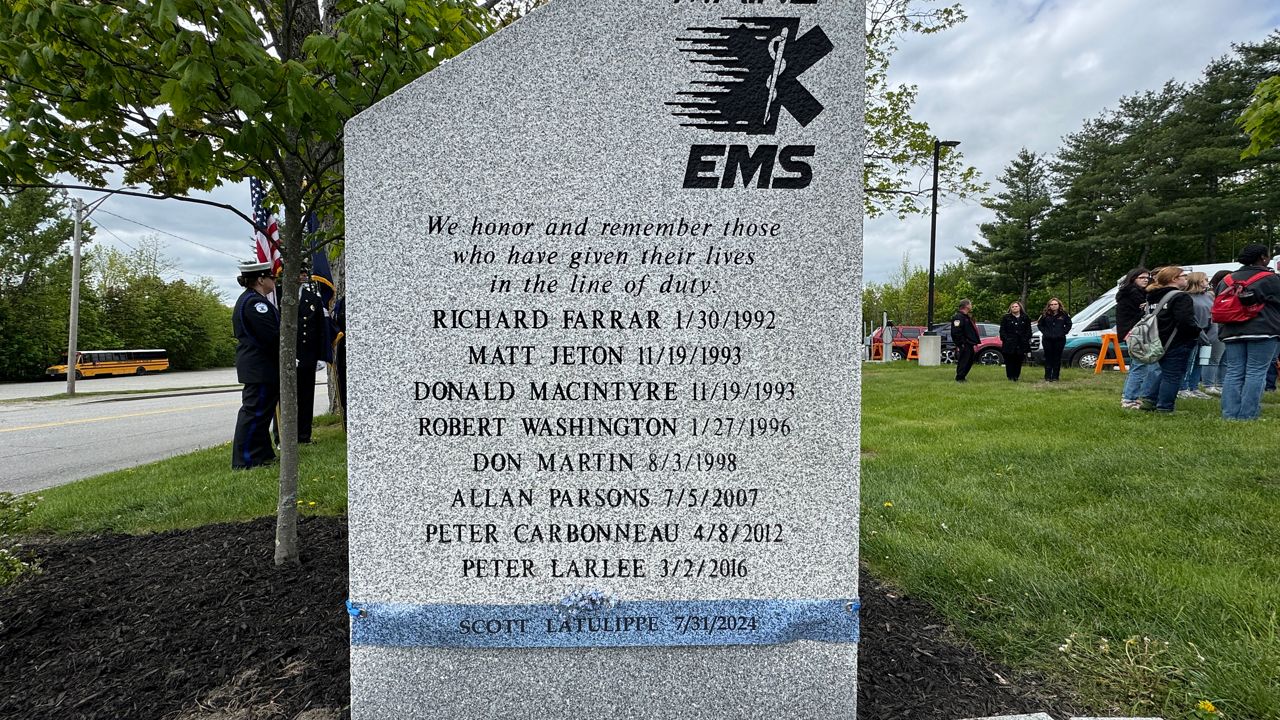 MAINE
EMS
We honor and remember those
who have given their lives
in the line of duty:
RICHARD FARRAR 1/30/1992
MATT JETON 11/19/1993
DONALD MACINTYRE 11/19/1993
ROBERT WASHINGTON 1/27/1996
DON MARTIN 8/3/1998
ALLAN PARSONS 7/5/2007
PETER CARBONNEAU 4/8/2012
PETER LARLEE 3/2/2016
SCOTT LATULIPPE 7/31/2024